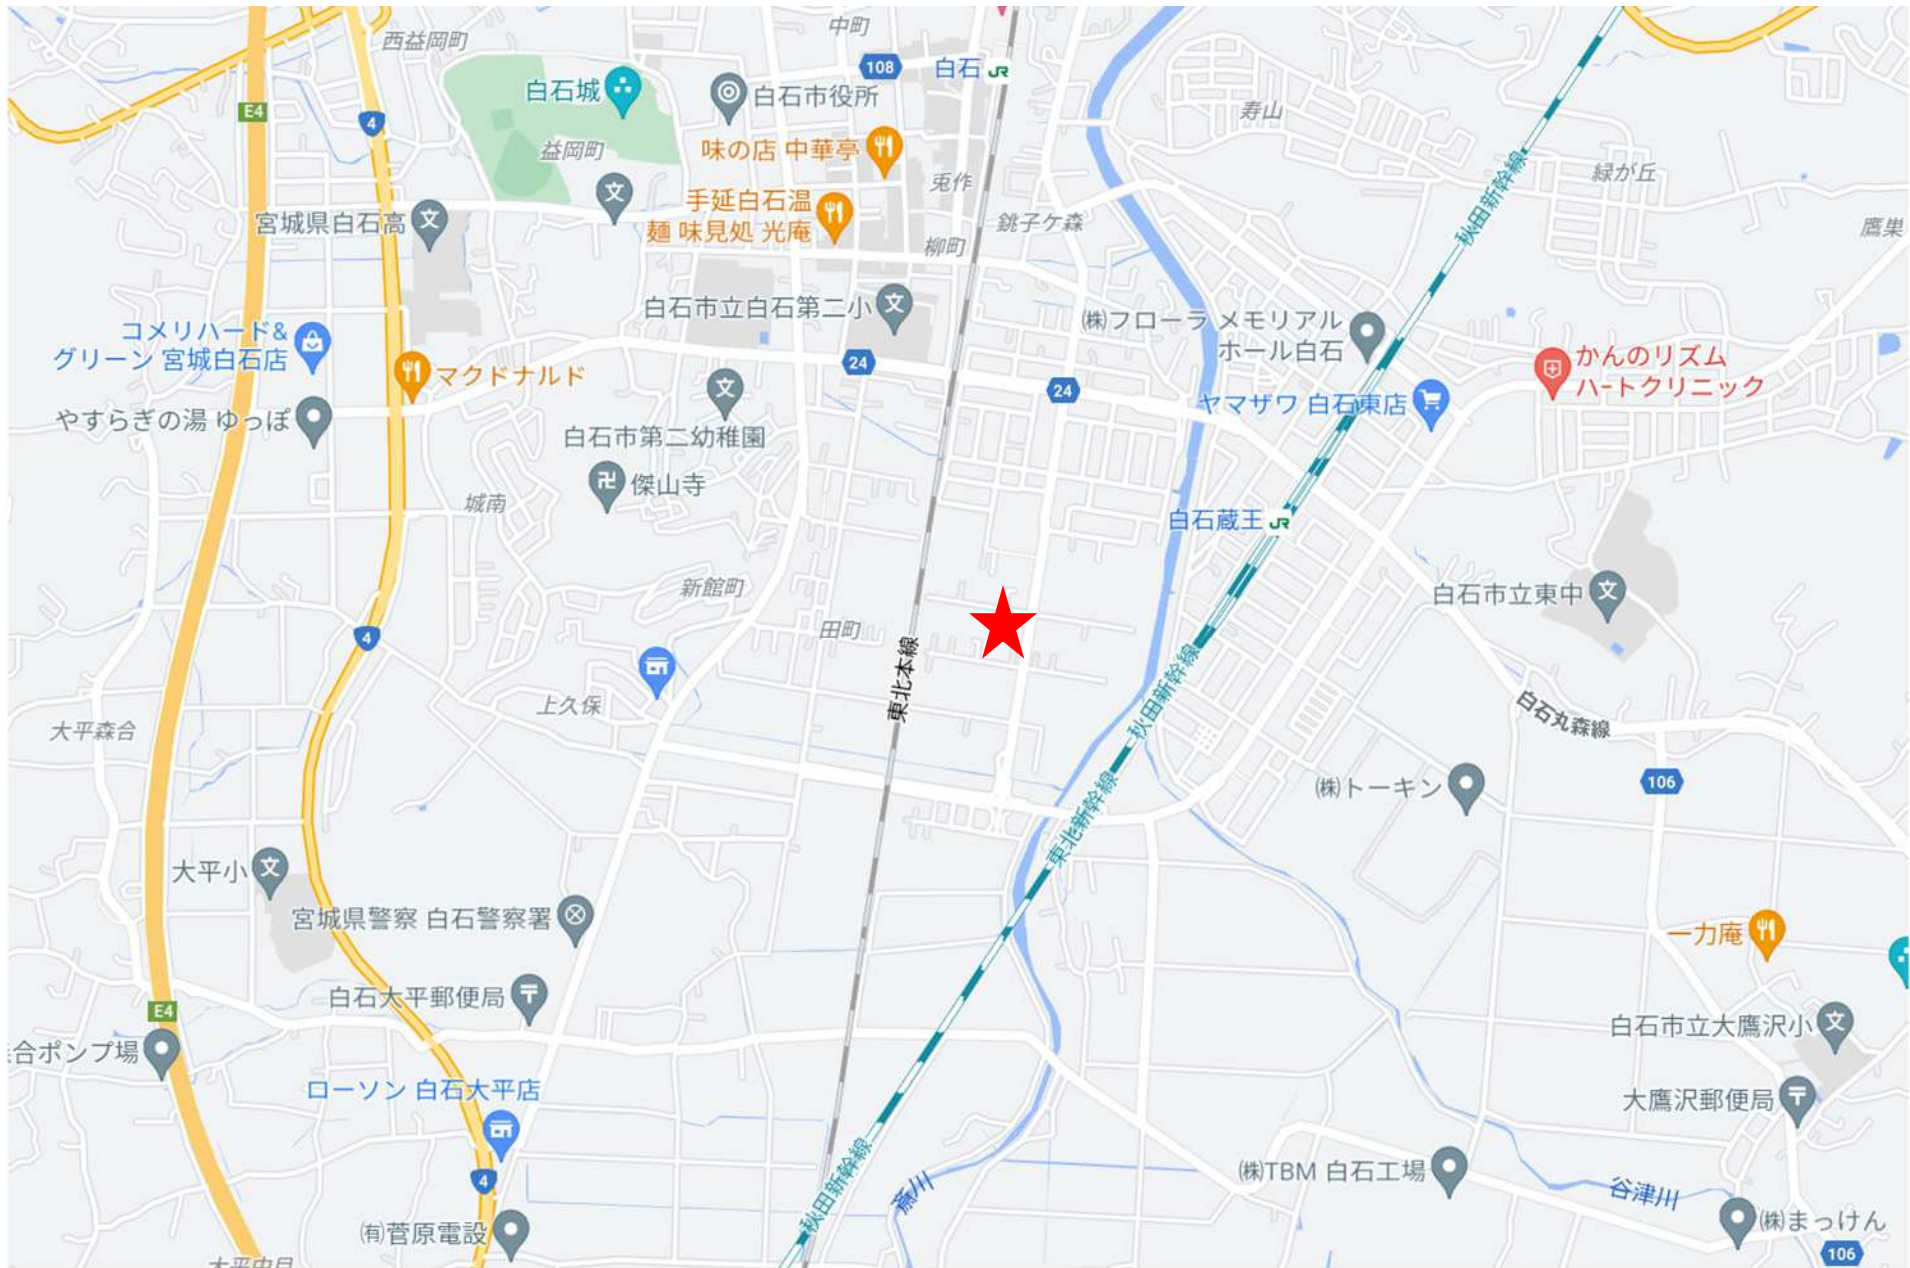 中町
西益岡町
108
白石
JR
白石城
白石市役所
E4
4
寿山
味の店 中華亭
益岡町
緑が丘
兎作
秋田新幹線
手延白石温
麺 味見処 光庵
宮城県白石高
銚子ケ森
鷹巣
柳町
白石市立白石第二小
㈱フローラ メモリアル
ホール白石
コメリハード&
グリーン 宮城白石店
24
かんのリズム
ハートクリニック
マクドナルド
24
ヤマザワ 白石東店
やすらぎの湯 ゆっぽ
白石市第二幼稚園
傑山寺
城南
白石蔵王
JR
新館町
白石市立東中
田町
4
東北本線
秋田新幹線
上久保
大平森合
秋田新幹線
白石丸森線
㈱トーキン
106
東北新幹線
大平小
宮城県警察 白石警察署
一力庵
白石大平郵便局
E4
白石市立大鷹沢小
合ポンプ場
ローソン 白石大平店
大鷹沢郵便局
秋田新幹線
㈱TBM 白石工場
4
斎川
谷津川
㈲菅原電設
㈱まっけん
106
大平中目